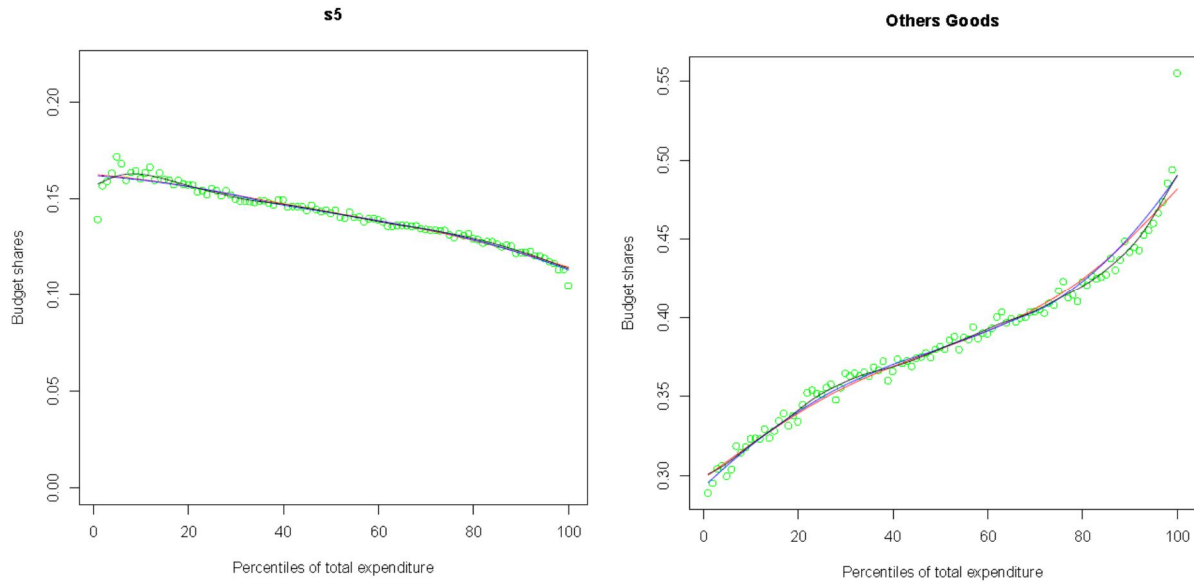 s5
Budget shares
0.20
0.15
0.10
0.05
0.00
0 20 40 60 80 100
Percentiles of total expenditure
Others Goods
Budget shares
0.55
0.50
0.45
0.40
0.35
0.30
0 20 40 60 80 100
Percentiles of total expenditure